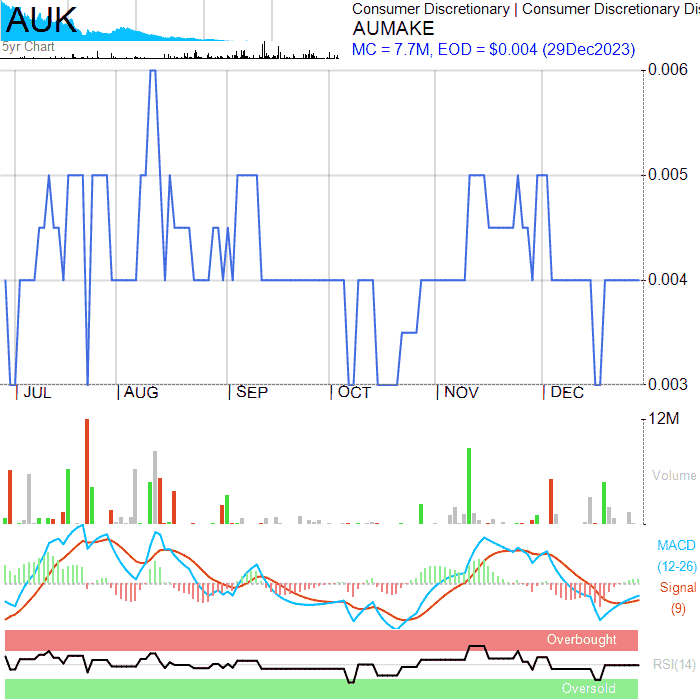 AUK
5yr Chart
Consumer Discretionary | Consumer Discretionary Dis
AUMAKE
MC = 7.7M, EOD = $0.004 (29Dec2023)
0.006
0.005
0.004
0.003
JUL AUG SEP OCT NOV DEC
12M
Volume
MACD
(12-26)
Signal
(9)
Overbought
RSI(14)
Oversold